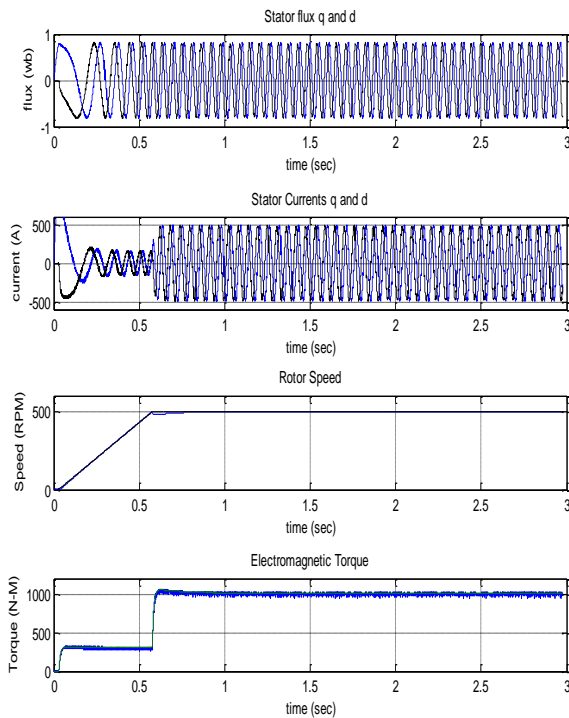 Stator flux q and d
flux (wb)
1
0
-1
0 0.5 1 1.5 2 2.5 3
time (sec)
Stator Currents q and d
current (A)
500
0
-500
0 0.5 1 1.5 2 2.5 3
time (sec)
Rotor Speed
Speed (RPM)
500
0
0 0.5 1 1.5 2 2.5 3
time (sec)
Electromagnetic Torque
Torque (N-M)
1000
500
0
0 0.5 1 1.5 2 2.5 3
time (sec)